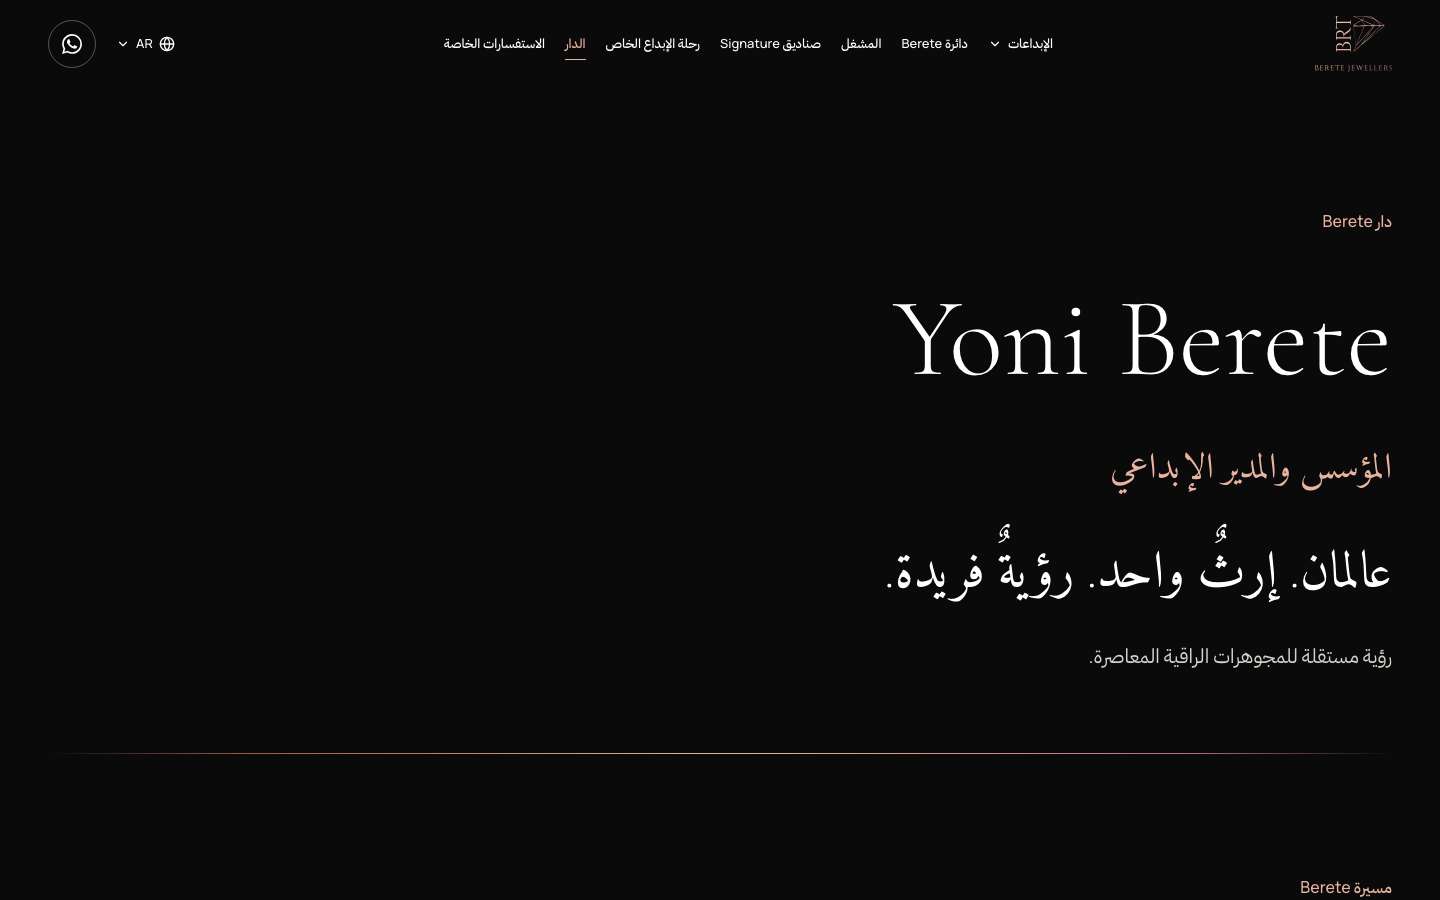 BRT
BERETE JEWELLERS
الإبداعات
دائرة Berete
المشغل
صناديق Signature
رحلة الإبداع الخاص
الدار
الاستفسارات الخاصة
AR
دار Berete
Yoni Berete
المؤسس والمدير الإبداعي
عالمان. إرثٌ واحد. رؤيةٌ فريدة.
رؤية مستقلة للمجوهرات الراقية المعاصرة.
مسيرة Berete